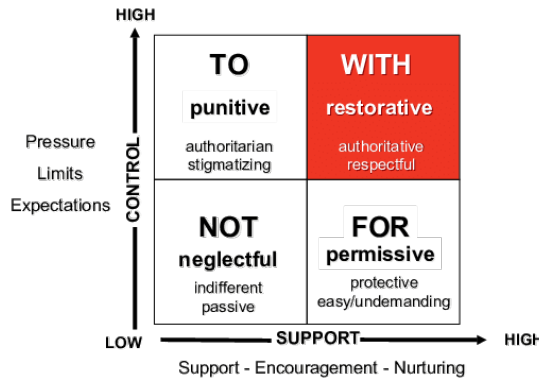 HIGH
TO
punitive
authoritarian
stigmatizing
WITH
restorative
authoritative
respectful
Pressure
Limits
Expectations
CONTROL
NOT
neglectful
indifferent
passive
FOR
permissive
protective
easy/undemanding
LOW
SUPPORT
HIGH
Support - Encouragement - Nurturing